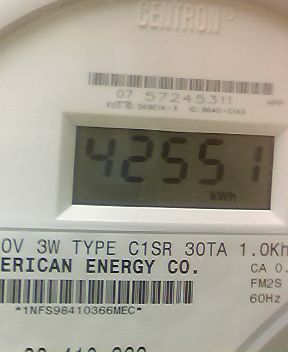 CENTRON®
07 57245311
42551
kWh
0V 3W TYPE C1SR 30TA 1.0Kh
ERICAN ENERGY CO.
CA 0.
FM2S
60Hz
*1NFS98410366MEC*